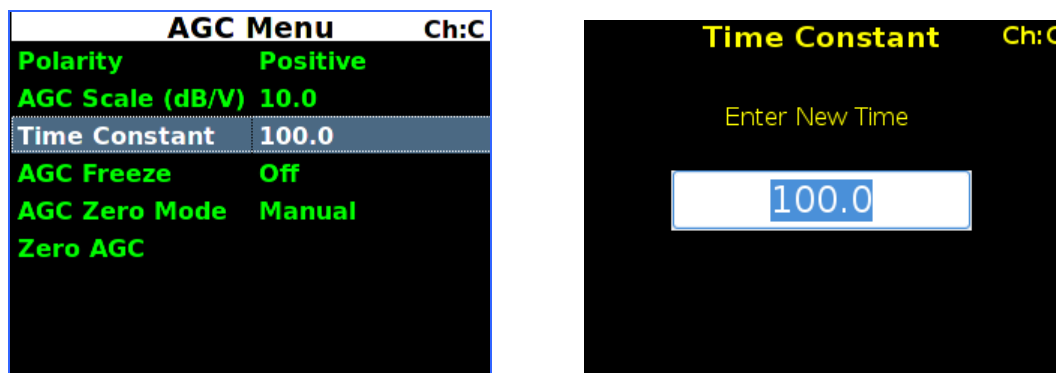 AGC Menu Ch:C
Polarity Positive
AGC Scale (dB/V) 10.0
Time Constant 100.0
AGC Freeze Off
AGC Zero Mode Manual
Zero AGC
Time Constant Ch:C
Enter New Time
100.0